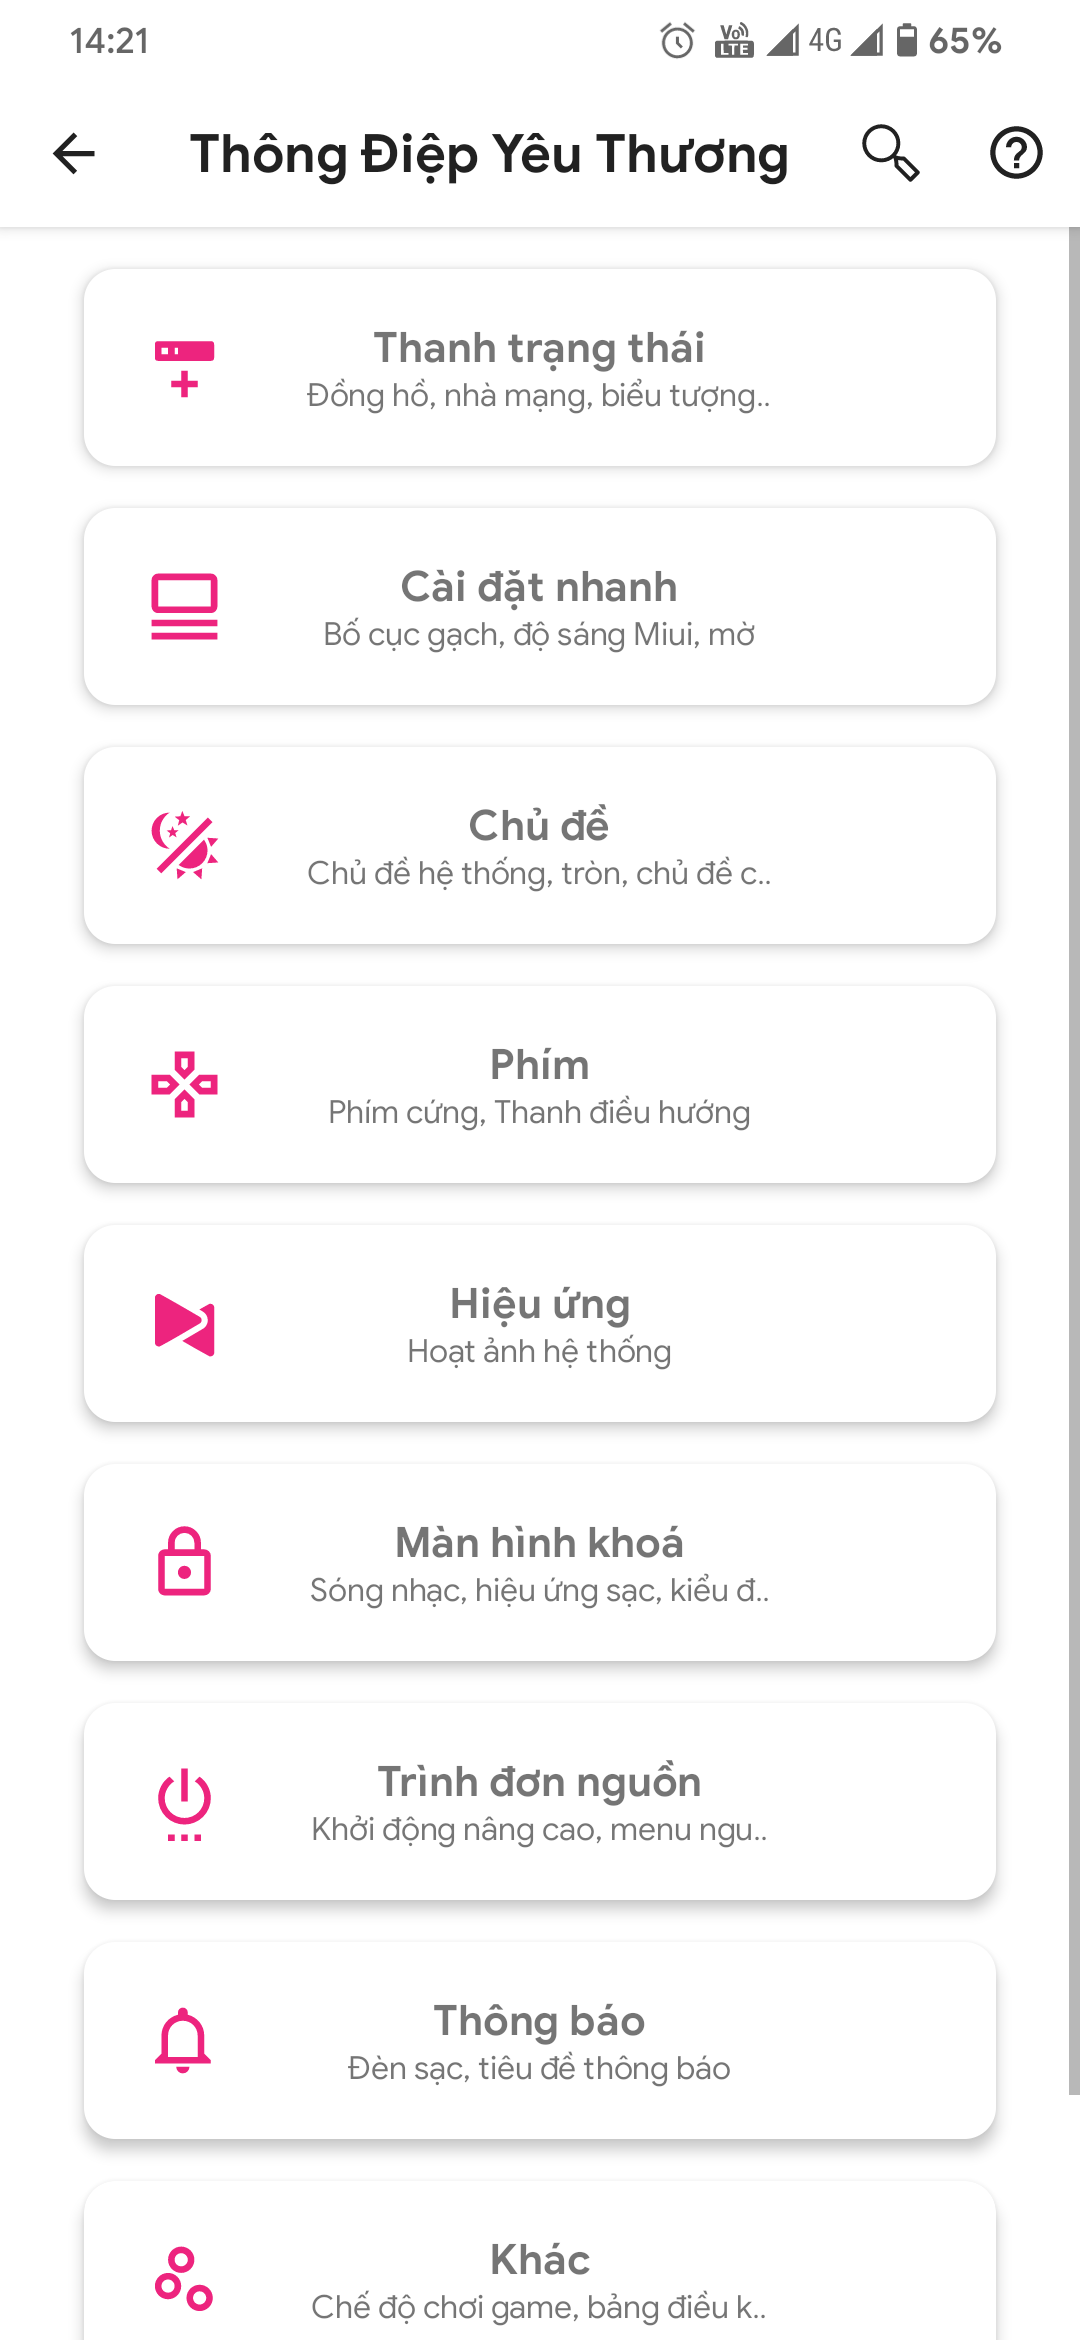 14:21
Vo LTE 4G 65%
Thông Điệp Yêu Thương
Thanh trạng thái
Đồng hồ, nhà mạng, biểu tượng..
Cài đặt nhanh
Bố cục gạch, độ sáng Miui, mờ
Chủ đề
Chủ đề hệ thống, tròn, chủ đề c..
Phím
Phím cứng, Thanh điều hướng
Hiệu ứng
Hoạt ảnh hệ thống
Màn hình khoá
Sóng nhạc, hiệu ứng sạc, kiểu đ..
Trình đơn nguồn
Khởi động nâng cao, menu ngu..
Thông báo
Đèn sạc, tiêu đề thông báo
Khác
Chế độ chơi game, bảng điều k..